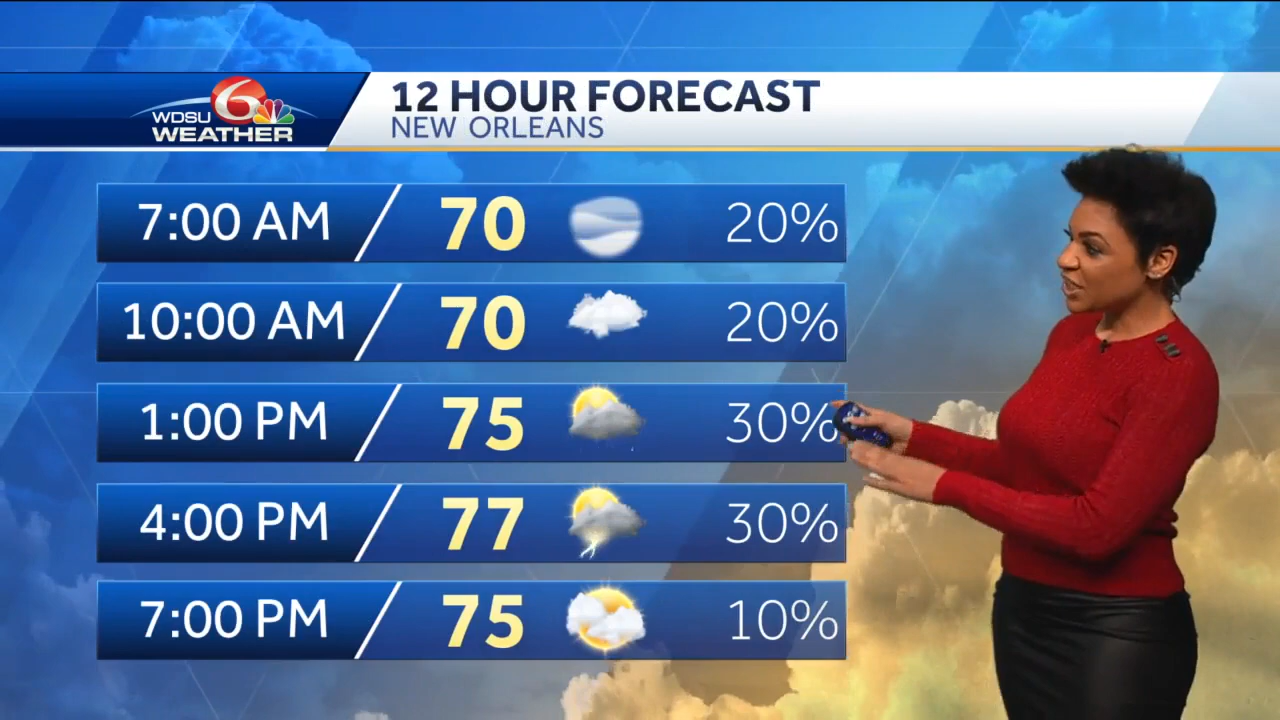 WDSU 6
WEATHER
12 HOUR FORECAST
NEW ORLEANS
7:00 AM 70 20%
10:00 AM 70 20%
1:00 PM 75 30%
4:00 PM 77 30%
7:00 PM 75 10%